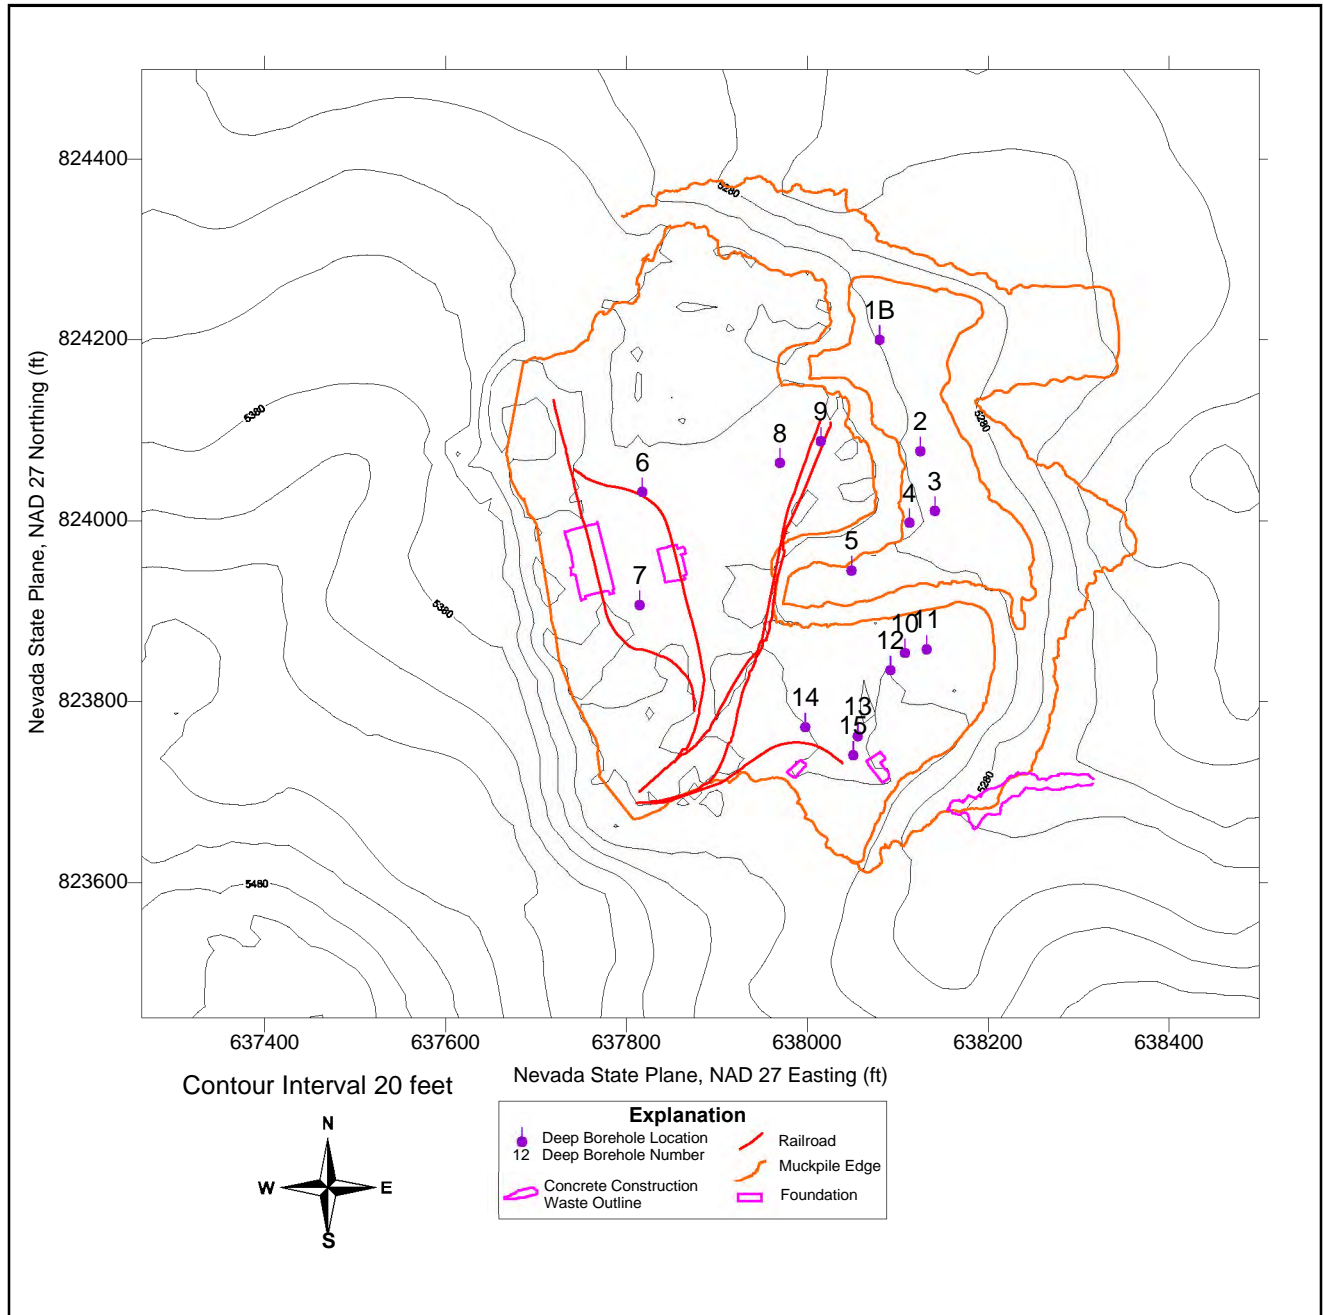 5280
824400
1B
824200
5380
5280
9
2
8
6
3
4
824000
5
7
5380
11
10
12
14
13
823800
15
5280
5480
823600
Nevada State Plane, NAD 27 Northing (ft)
637400
637600
637800
638000
638200
638400
Nevada State Plane, NAD 27 Easting (ft)
Contour Interval 20 feet
Explanation
Deep Borehole Location
12 Deep Borehole Number
Concrete Construction
Waste Outline
Railroad
Muckpile Edge
Foundation
N
W
E
S